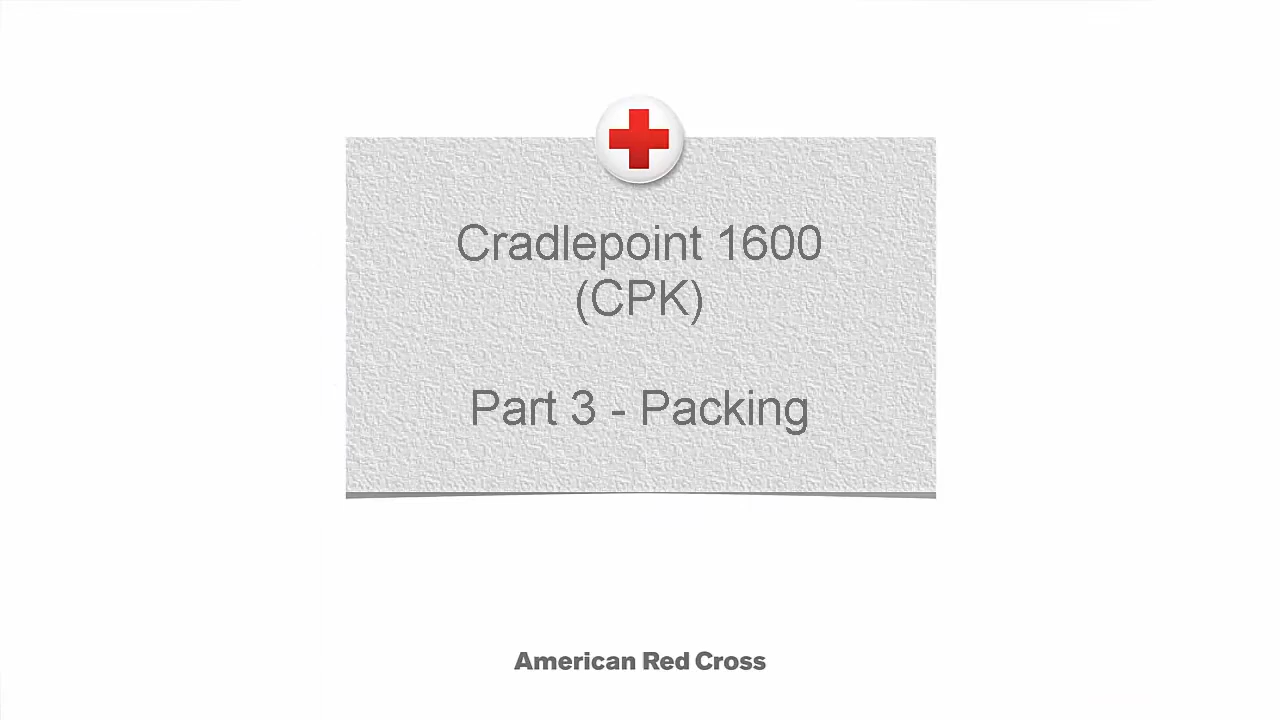 Cradlepoint 1600
(CPK)
Part 3 - Packing
American Red Cross